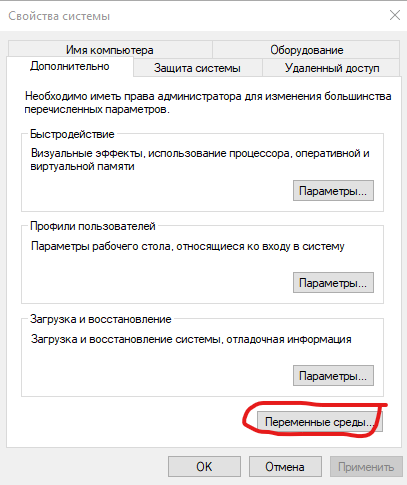 Свойства системы
Имя компьютера
Оборудование
Дополнительно
Защита системы
Удаленный доступ
Необходимо иметь права администратора для изменения большинства
перечисленных параметров.
Быстродействие
Визуальные эффекты, использование процессора, оперативной и
виртуальной памяти
Параметры...
Профили пользователей
Параметры рабочего стола, относящиеся ко входу в систему
Параметры...
Загрузка и восстановление
Загрузка и восстановление системы, отладочная информация
Параметры...
Переменные среды...
OK
Отмена
Применить